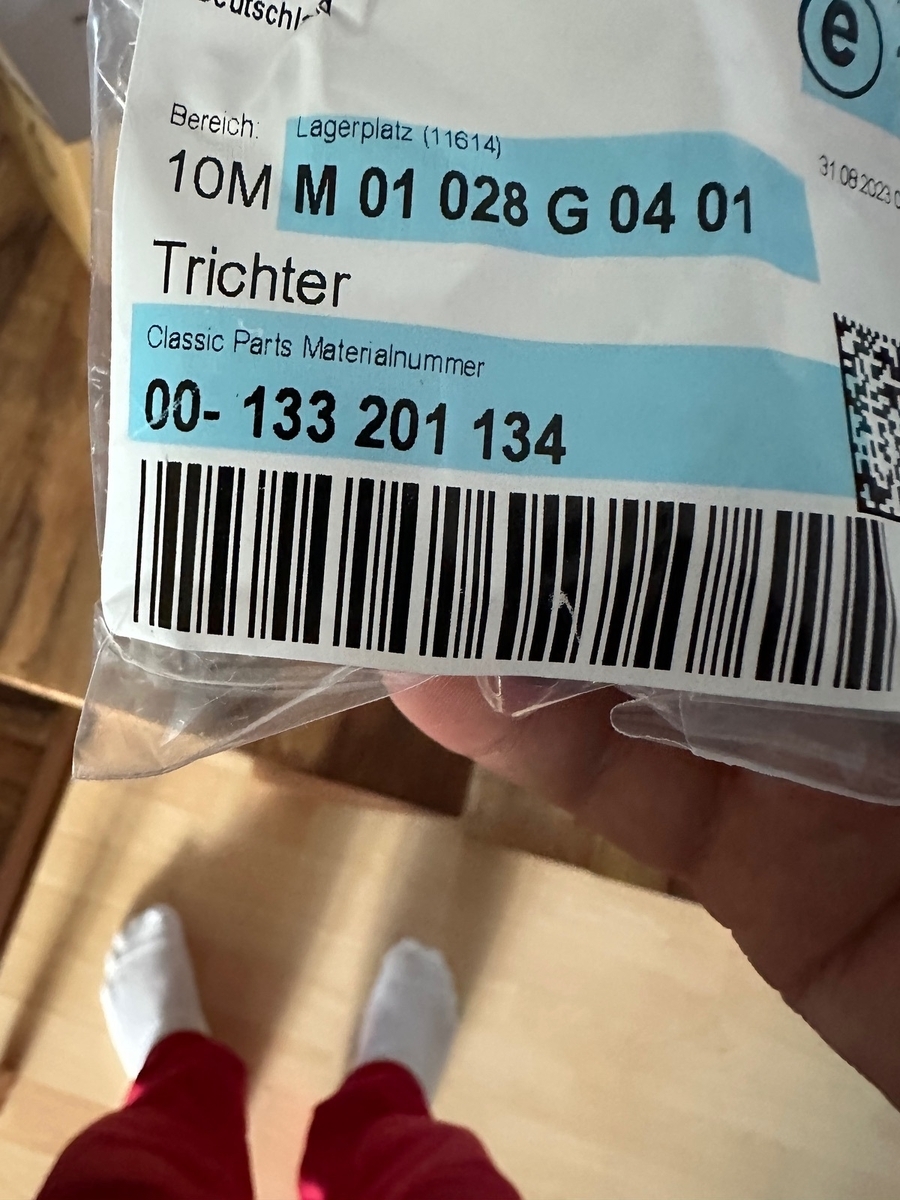 e
Bereich: Lagerplatz (11614)
10M M 01 028 G 04 01
31.08.2023
Trichter
Classic Parts Materialnummer
00- 133 201 134